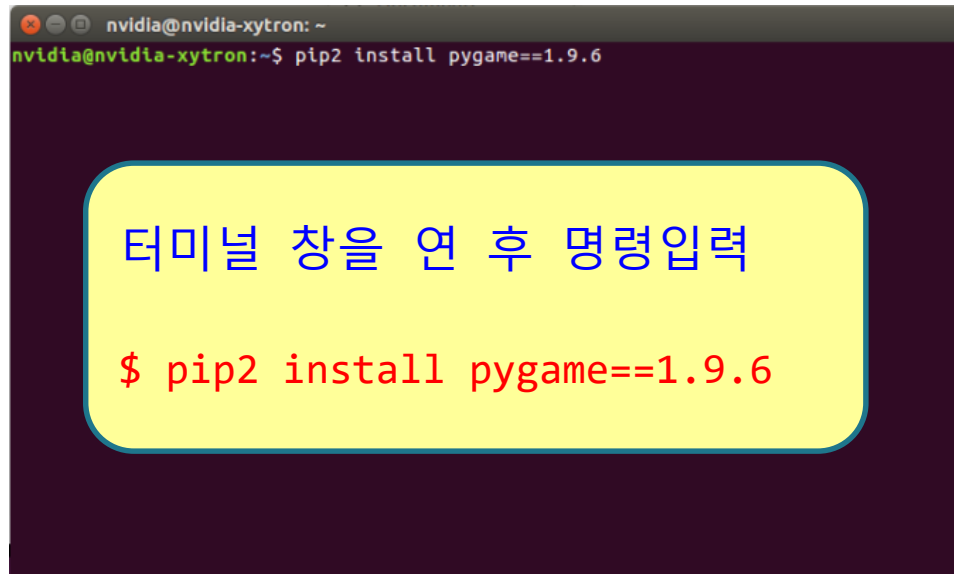 nvidia@nvidia-xytron: ~
nvidia@nvidia-xytron:~$ pip2 install pygame==1.9.6
터미널 창을 연 후 명령입력
$ pip2 install pygame==1.9.6